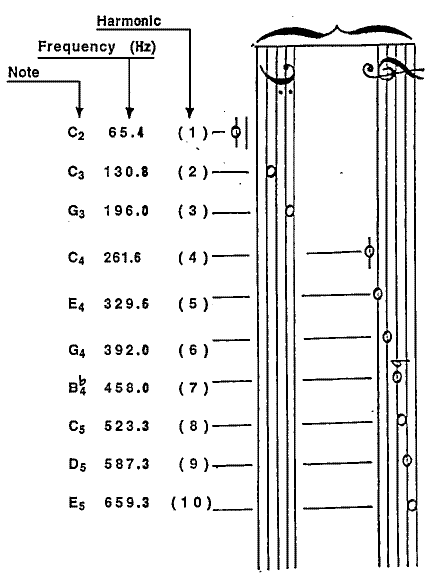 Harmonic
Frequency (Hz)
Note
C2 65.4 (1)
C3 130.8 (2)
G3 196.0 (3)
C4 261.6 (4)
E4 329.6 (5)
G4 392.0 (6)
B♭4 458.0 (7)
C5 523.3 (8)
D5 587.3 (9)
E5 659.3 (10)